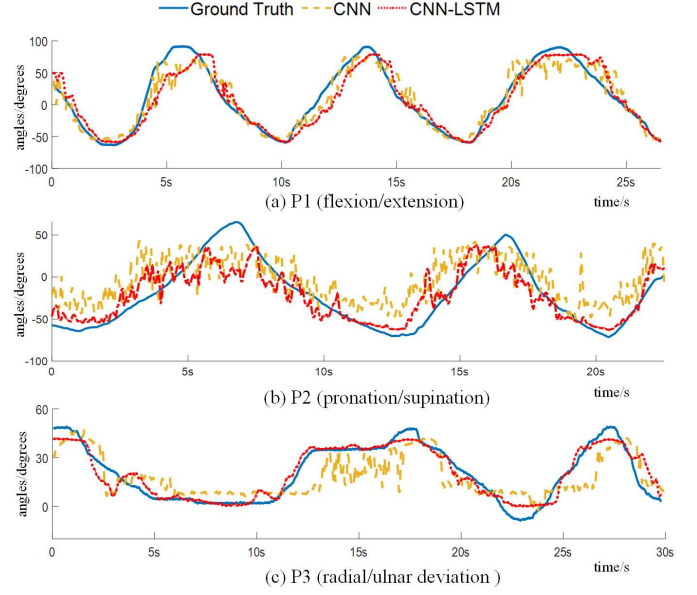 Ground Truth CNN CNN-LSTM
angles/degrees
100
50
0
-50
-100
0 5s 10s 15s 20s 25s
time/s
(a) P1 (flexion/extension)
angles/degrees
50
0
-50
-100
0 5s 10s 15s 20s
time/s
(b) P2 (pronation/supination)
angles/degrees
60
30
0
0 5s 10s 15s 20s 25s 30s
time/s
(c) P3 (radial/ulnar deviation )